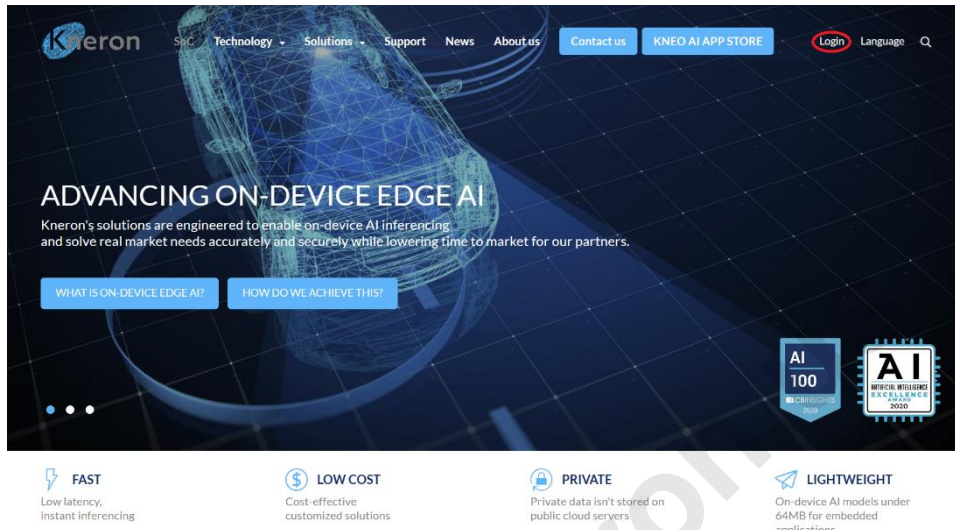 Kneron
SoC Technology Solutions Support News About us Contact us KNEO AI APP STORE Login Language
ADVANCING ON-DEVICE EDGE AI
Kneron's solutions are engineered to enable on-device AI inferencing
and solve real market needs accurately and securely while lowering time to market for our partners.
WHAT IS ON-DEVICE EDGE AI? HOW DO WE ACHIEVE THIS?
AI
100
CBINSIGHTS
2020
AI
ARTIFICIAL INTELLIGENCE
EXCELLENCE
AWARD
2020
FAST
Low latency,
instant inferencing
LOW COST
Cost-effective
customized solutions
PRIVATE
Private data isn't stored on
public cloud servers
LIGHTWEIGHT
On-device AI models under
64MB for embedded
applications